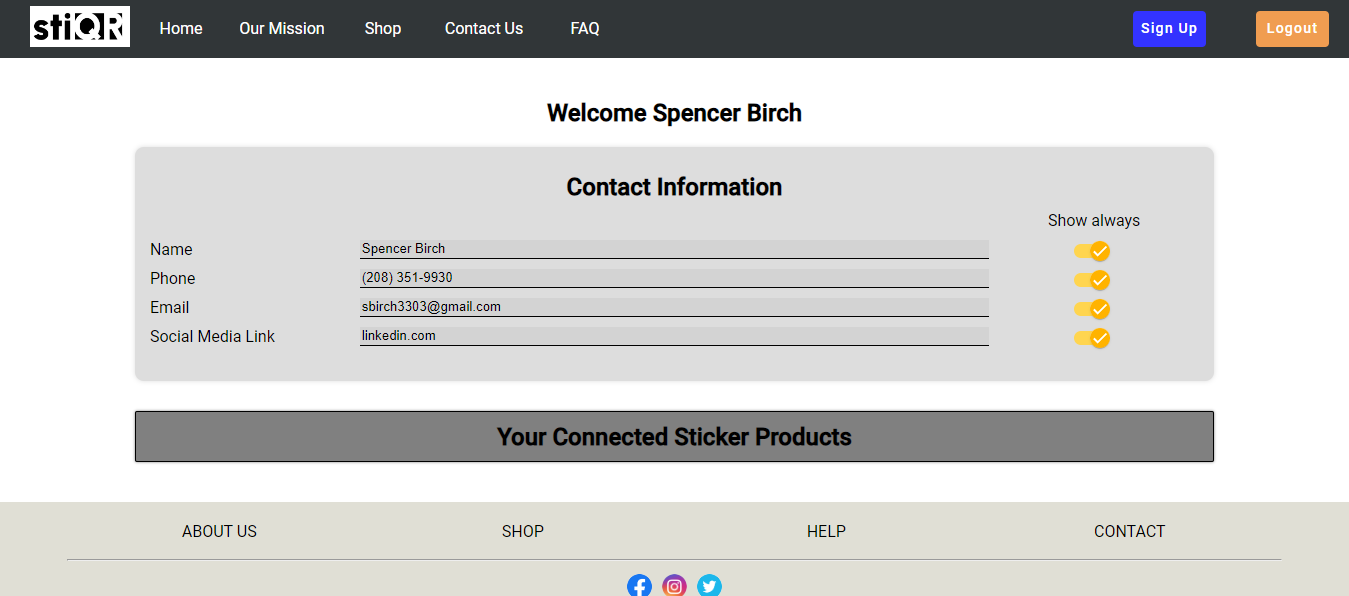 stiQR Home Our Mission Shop Contact Us FAQ Sign Up Logout
Welcome Spencer Birch
Contact Information
Show always
Name Spencer Birch
Phone (208) 351-9930
Email sbirch3303@gmail.com
Social Media Link linkedin.com
Your Connected Sticker Products
ABOUT US SHOP HELP CONTACT